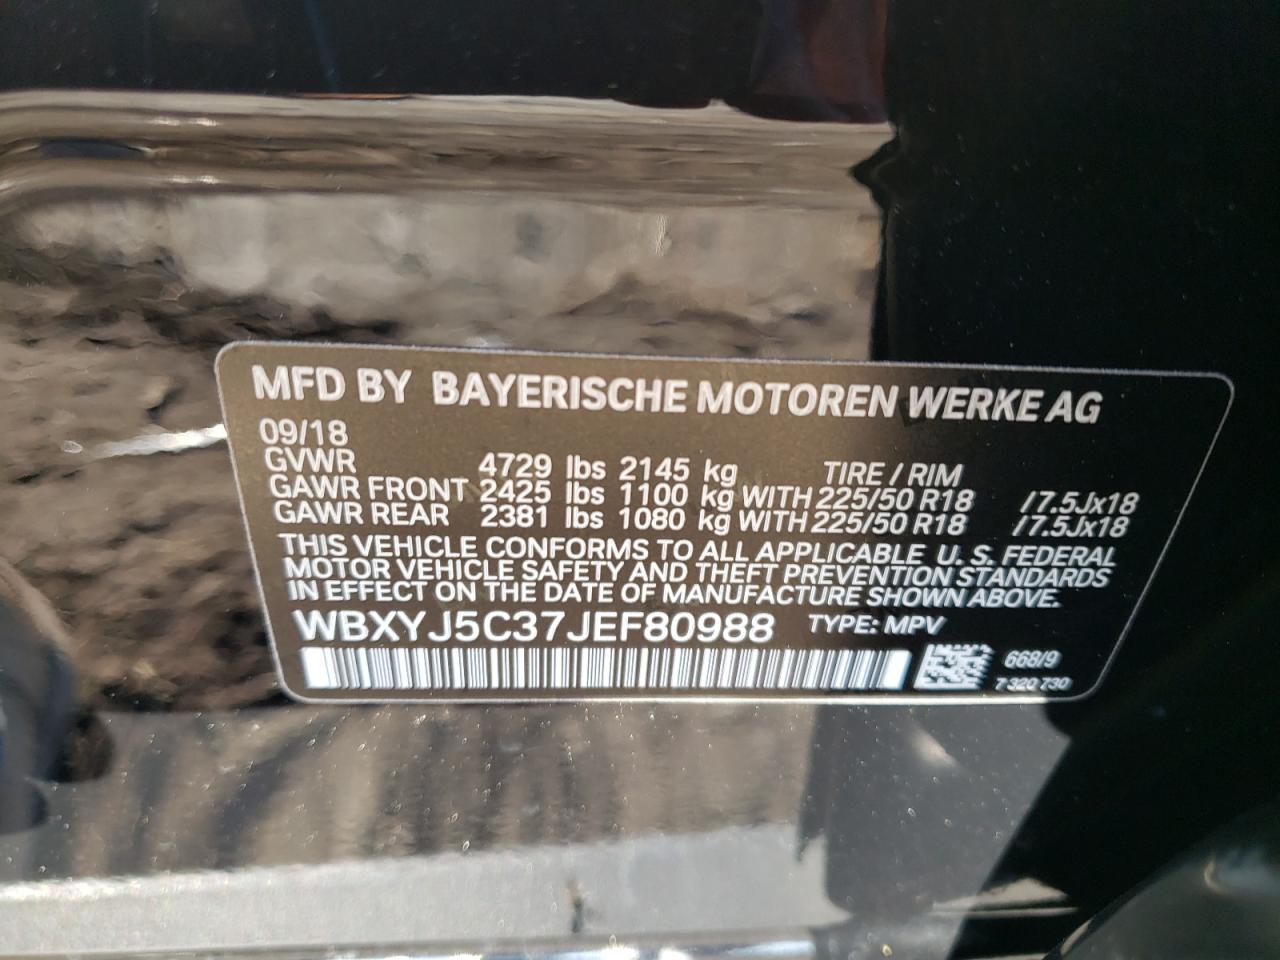 MFD BY BAYERISCHE MOTOREN WERKE AG
09/18
GVWR 4729 lbs 2145 kg TIRE / RIM
GAWR FRONT 2425 lbs 1100 kg WITH 225/50 R18 /7.5Jx18
GAWR REAR 2381 lbs 1080 kg WITH 225/50 R18 /7.5Jx18
THIS VEHICLE CONFORMS TO ALL APPLICABLE U. S. FEDERAL
MOTOR VEHICLE SAFETY AND THEFT PREVENTION STANDARDS
IN EFFECT ON THE DATE OF MANUFACTURE SHOWN ABOVE.
WBXYJ5C37JEF80988 TYPE: MPV
668/9
7 320 730